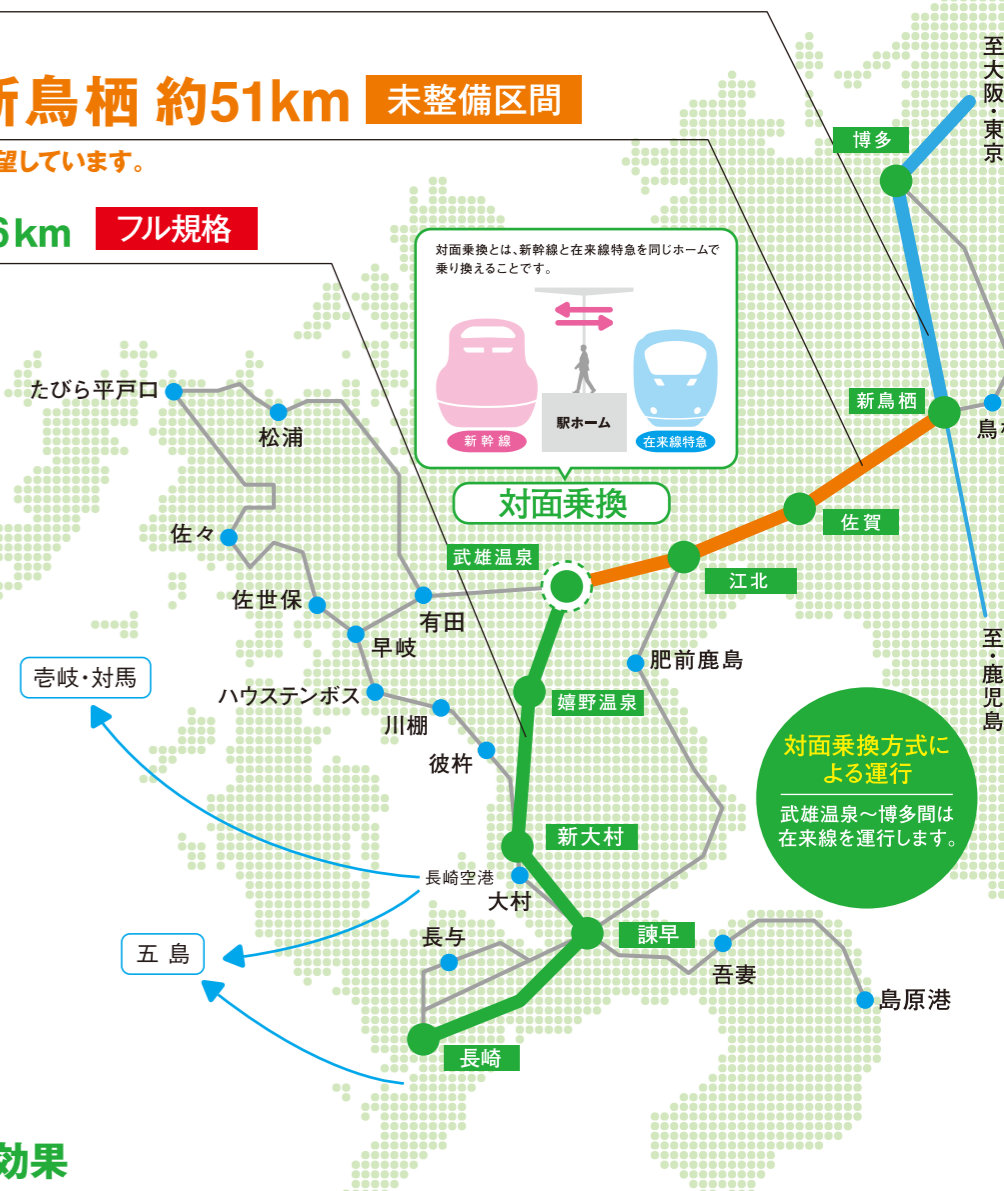 新鳥栖 約51km 未整備区間
望しています。
6km フル規格
対面乗換とは、新幹線と在来線特急を同じホームで
乗り換えることです。
駅ホーム
新幹線
在来線特急
対面乗換
至大阪・東京
博多
新鳥栖
鳥栖
佐賀
江北
武雄温泉
たびら平戸口
松浦
佐々
佐世保
有田
早岐
肥前鹿島
壱岐・対馬
ハウステンボス
嬉野温泉
川棚
彼杵
至・鹿児島
対面乗換方式に
よる運行
武雄温泉～博多間は
在来線を運行します。
新大村
長崎空港
大村
五島
長与
諫早
吾妻
島原港
長崎
効果